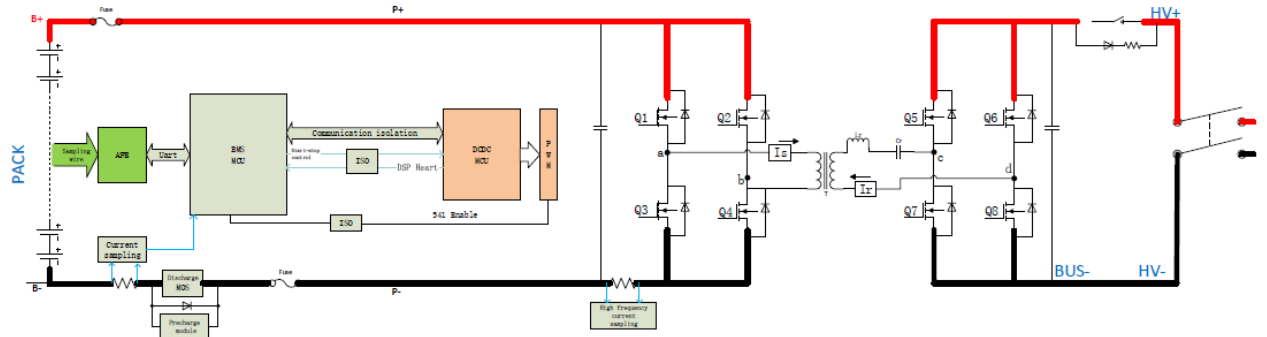 B+
Fuse
P+
HV+
PACK
Sampling
wire
AFE
Uart
BMS
MCU
Communication isolation
Start-stop
control
ISO
DSP Heart
DCDC
MCU
P
W
M
541 Enable
ISO
Q1
Q2
a
b
Is
T
Lr
Cr
Ir
Q3
Q4
Q5
Q6
c
d
Q7
Q8
Current
sampling
B-
Discharge
MOS
Precharge
module
Fuse
P-
High frequency
current
sampling
BUS-
HV-